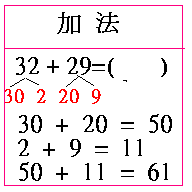 加 法
32 + 29=( )
30 2 20 9
30 + 20 = 50
2 + 9 = 11
50 + 11 = 61